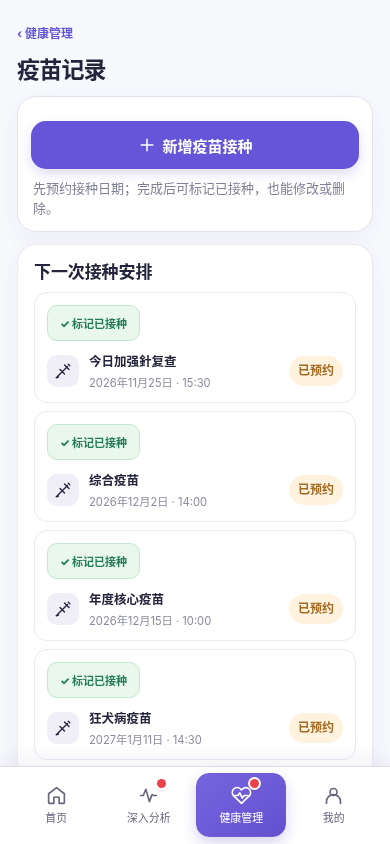 ‹ 健康管理
疫苗记录
+ 新增疫苗接种
先预约接种日期；完成后可标记已接种，也能修改或删
除。
下一次接种安排
✓ 标记已接种
今日加强針复查
2026年11月25日 · 15:30
已预约
✓ 标记已接种
综合疫苗
2026年12月2日 · 14:00
已预约
✓ 标记已接种
年度核心疫苗
2026年12月15日 · 10:00
已预约
✓ 标记已接种
狂犬病疫苗
2027年1月11日 · 14:30
已预约
首页
深入分析
健康管理
我的